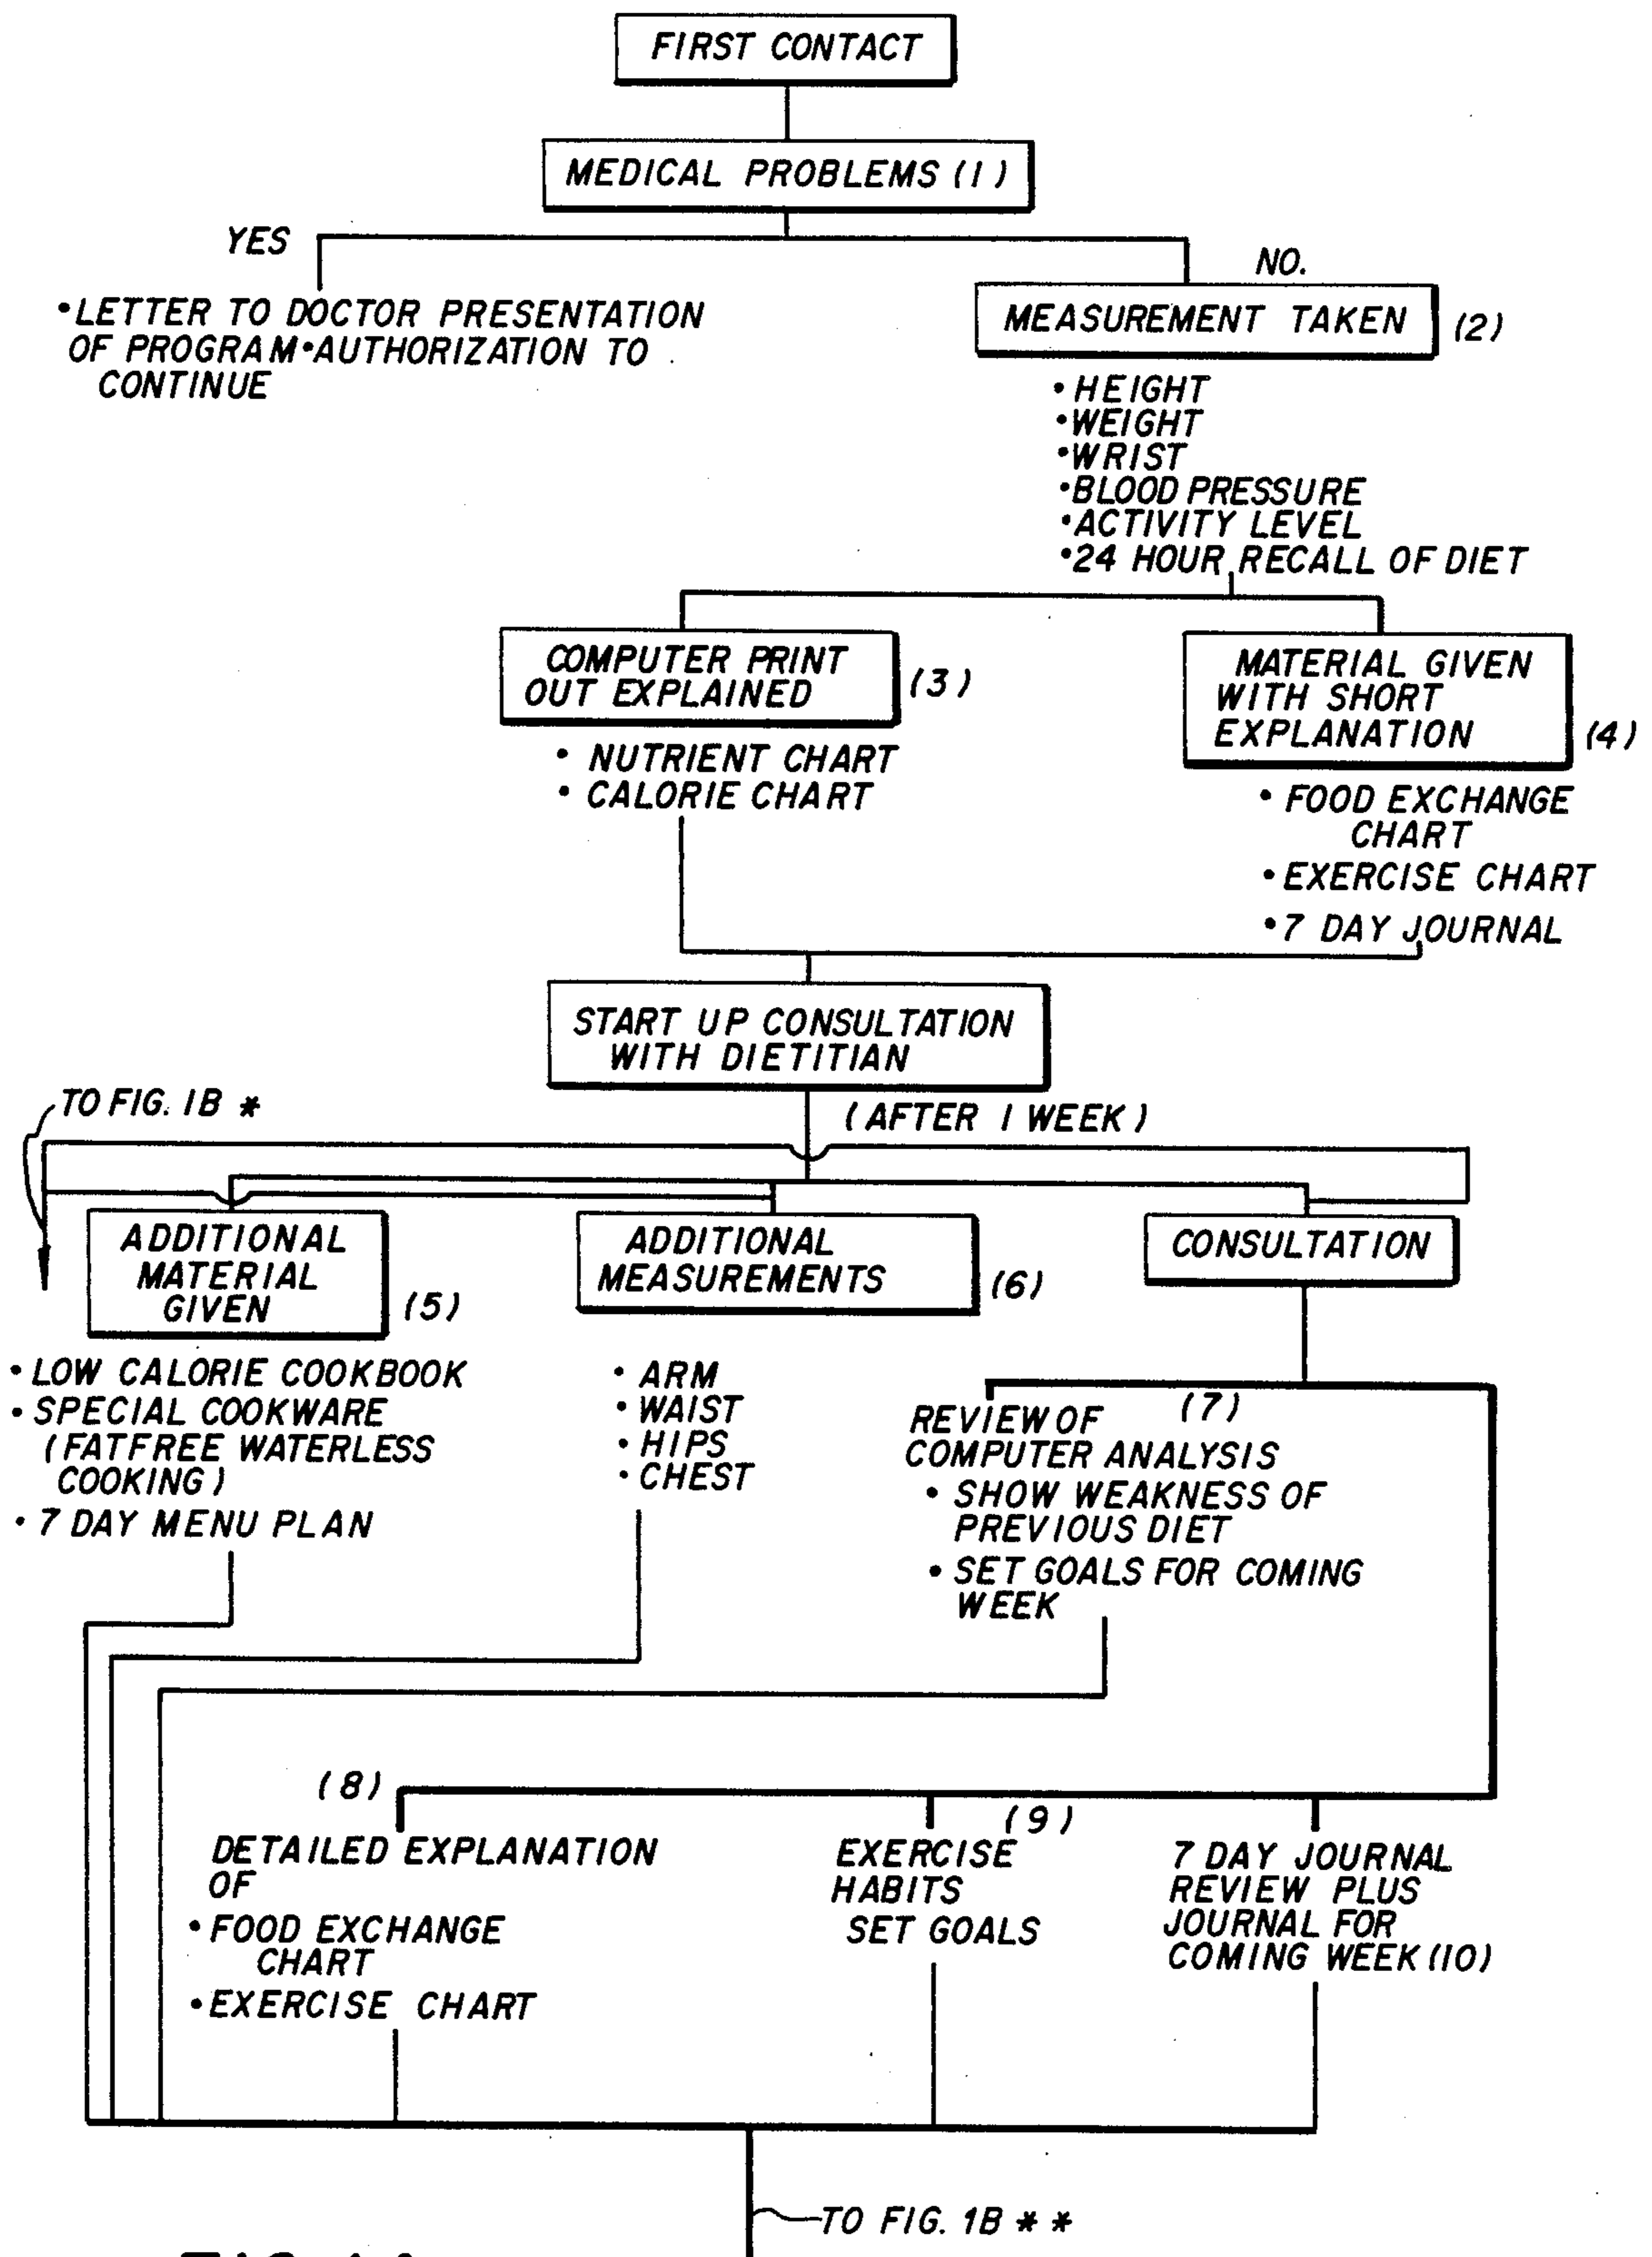 FIRST CONTACT
MEDICAL PROBLEMS (1)
YES
NO.
•LETTER TO DOCTOR PRESENTATION
OF PROGRAM•AUTHORIZATION TO
CONTINUE
MEASUREMENT TAKEN (2)
•HEIGHT
•WEIGHT
•WRIST
•BLOOD PRESSURE
•ACTIVITY LEVEL
•24 HOUR RECALL OF DIET
COMPUTER PRINT
OUT EXPLAINED (3)
• NUTRIENT CHART
• CALORIE CHART
MATERIAL GIVEN
WITH SHORT
EXPLANATION (4)
• FOOD EXCHANGE
CHART
•EXERCISE CHART
•7 DAY JOURNAL
START UP CONSULTATION
WITH DIETITIAN
TO FIG. 1B *
(AFTER 1 WEEK)
ADDITIONAL
MATERIAL
GIVEN (5)
•LOW CALORIE COOKBOOK
•SPECIAL COOKWARE
(FATFREE WATERLESS
COOKING)
•7 DAY MENU PLAN
ADDITIONAL
MEASUREMENTS (6)
•ARM
•WAIST
•HIPS
•CHEST
CONSULTATION
(7)
REVIEW OF
COMPUTER ANALYSIS
• SHOW WEAKNESS OF
PREVIOUS DIET
• SET GOALS FOR COMING
WEEK
(8)
DETAILED EXPLANATION
OF
•FOOD EXCHANGE
CHART
•EXERCISE CHART
(9)
EXERCISE
HABITS
SET GOALS
7 DAY JOURNAL
REVIEW PLUS
JOURNAL FOR
COMING WEEK (10)
TO FIG. 1B * *